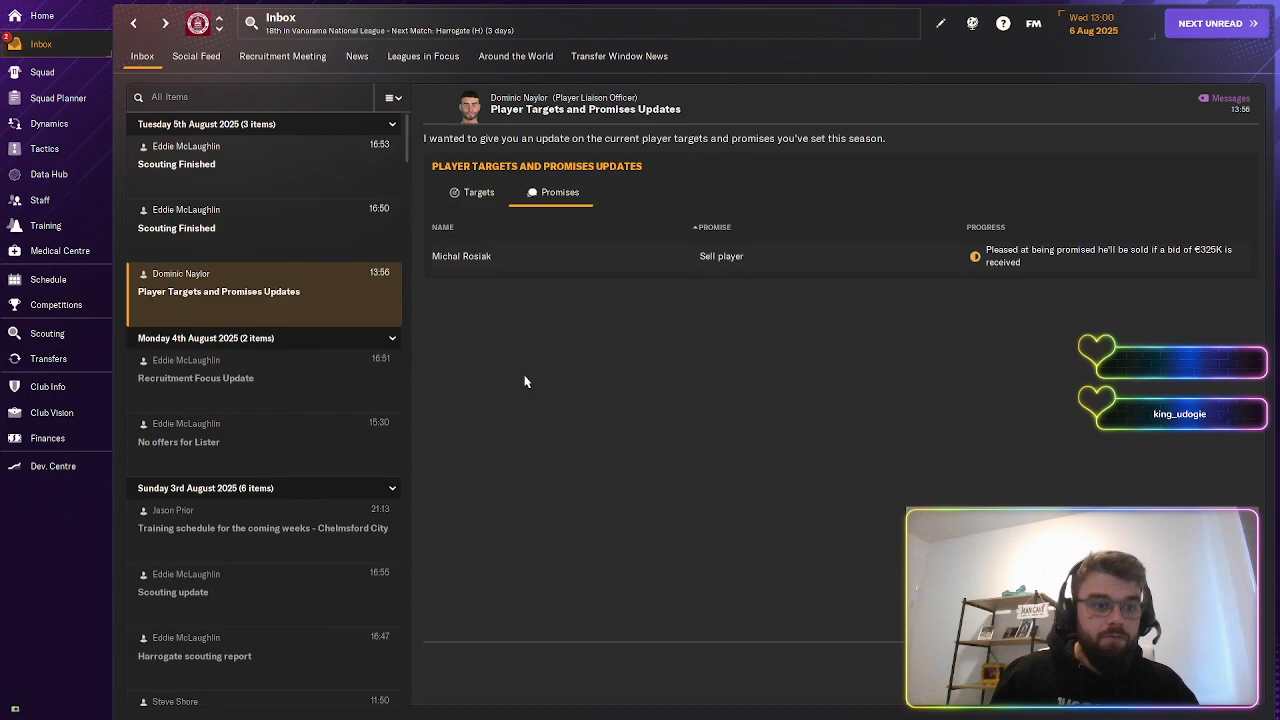 Home
2
Inbox
Squad
Squad Planner
Dynamics
Tactics
Data Hub
Staff
Training
Medical Centre
Schedule
Competitions
Scouting
Transfers
Club Info
Club Vision
Finances
Dev. Centre
Inbox
18th in Vanarama National League - Next Match: Harrogate (H) (3 days)
?
FM
Wed 13:00
6 Aug 2025
NEXT UNREAD
Inbox
Social Feed
Recruitment Meeting
News
Leagues in Focus
Around the World
Transfer Window News
All Items
Tuesday 5th August 2025 (3 items)
Eddie McLaughlin 16:53
Scouting Finished
Eddie McLaughlin 16:50
Scouting Finished
Dominic Naylor 13:56
Player Targets and Promises Updates
Monday 4th August 2025 (2 items)
Eddie McLaughlin 16:51
Recruitment Focus Update
Eddie McLaughlin 15:30
No offers for Lister
Sunday 3rd August 2025 (6 items)
Jason Prior 21:13
Training schedule for the coming weeks - Chelmsford City
Eddie McLaughlin 16:55
Scouting update
Eddie McLaughlin 16:47
Harrogate scouting report
Steve Shore 11:50
Dominic Naylor (Player Liaison Officer)
Player Targets and Promises Updates
Messages
13:56
I wanted to give you an update on the current player targets and promises you've set this season.
PLAYER TARGETS AND PROMISES UPDATES
Targets
Promises
NAME PROMISE PROGRESS
Michal Rosiak Sell player Pleased at being promised he'll be sold if a bid of €325K is
received
king_udogie
MAN CAVE